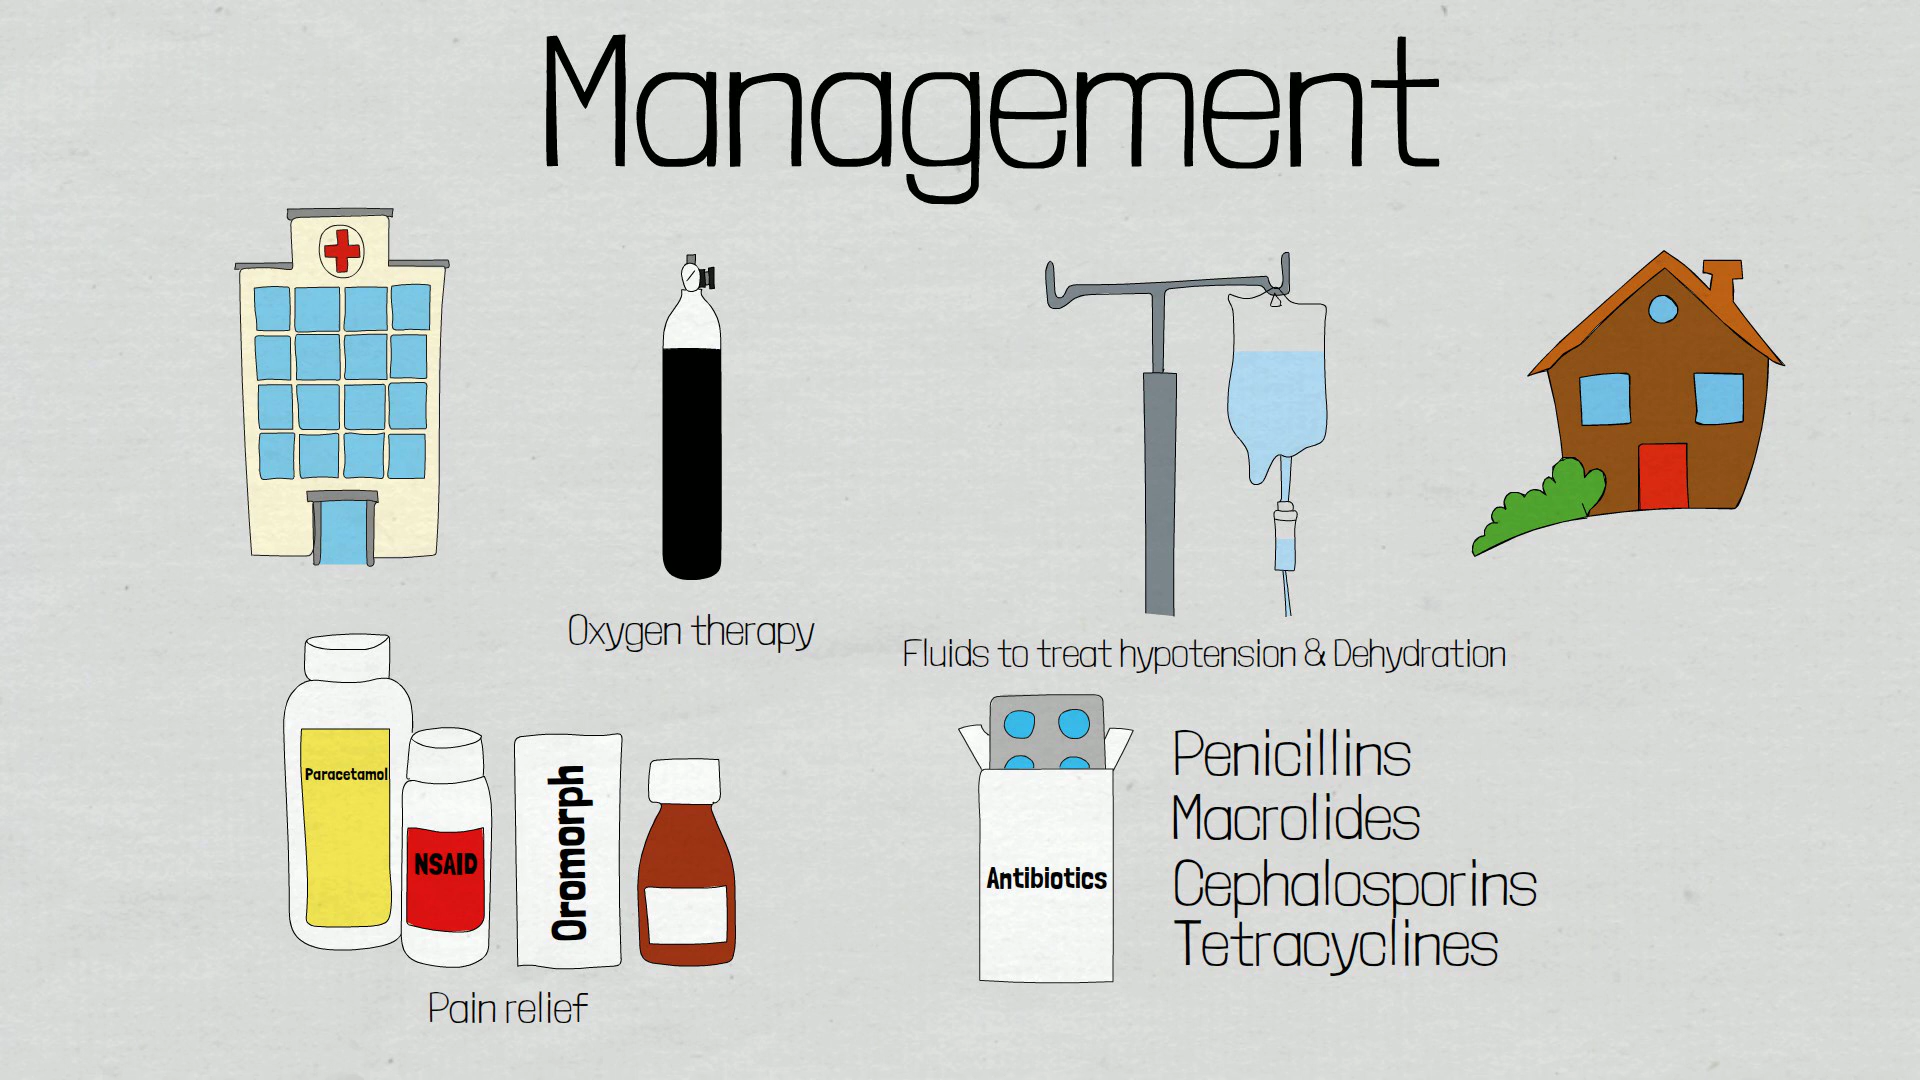 Management
Oxygen therapy
Fluids to treat hypotension & Dehydration
Paracetamol
NSAID
Oromorph
Pain relief
Antibiotics
Penicillins
Macrolides
Cephalosporins
Tetracyclines